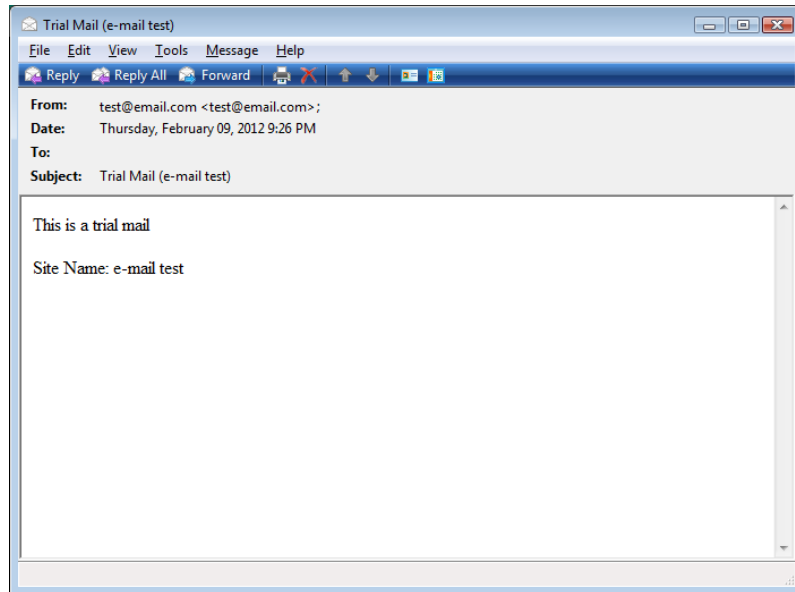 Trial Mail (e-mail test)
File Edit View Tools Message Help
Reply Reply All Forward
From: test@email.com <test@email.com>;
Date: Thursday, February 09, 2012 9:26 PM
To:
Subject: Trial Mail (e-mail test)
This is a trial mail
Site Name: e-mail test